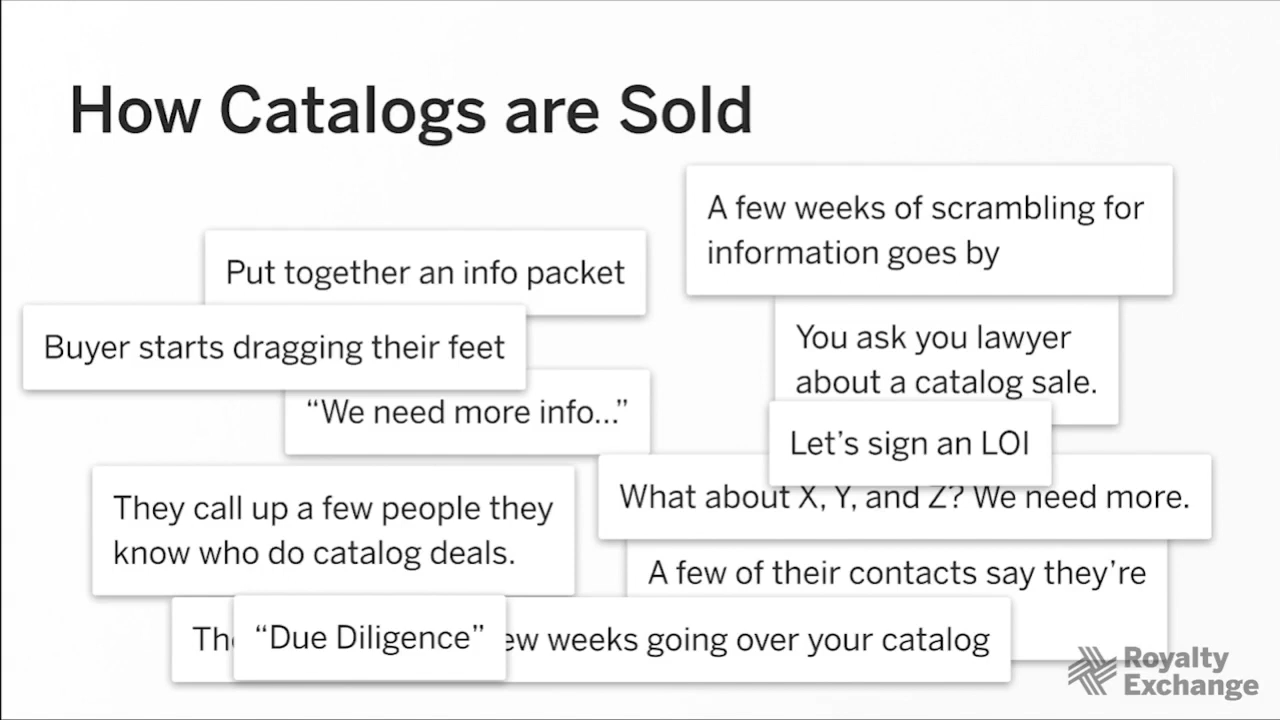 How Catalogs are Sold
A few weeks of scrambling for
information goes by
Put together an info packet
Buyer starts dragging their feet
You ask you lawyer
about a catalog sale.
“We need more info...”
Let’s sign an LOI
What about X, Y, and Z? We need more.
They call up a few people they
know who do catalog deals.
A few of their contacts say they’re
“Due Diligence”
weeks going over your catalog
Royalty
Exchange